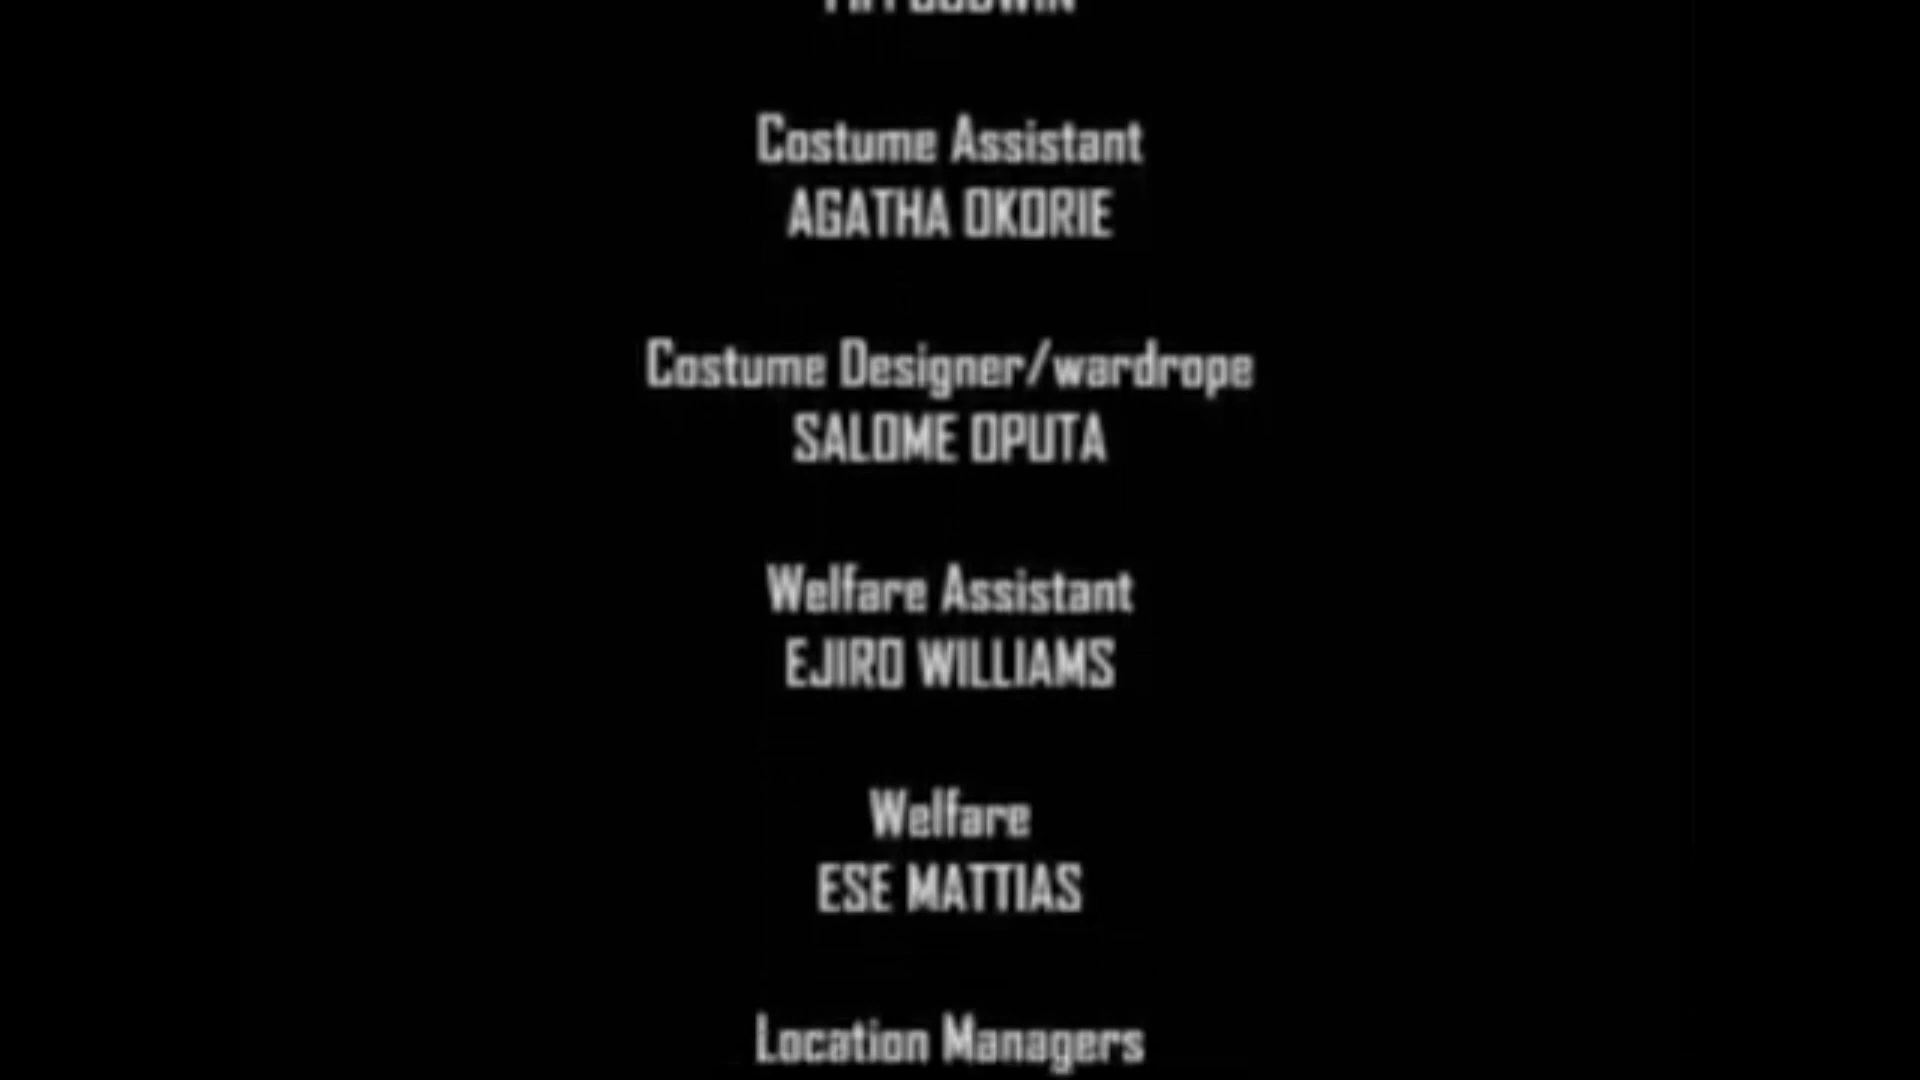 Costume Assistant
AGATHA OKORIE
Costume Designer/wardrope
SALOME OPUTA
Welfare Assistant
EJIRO WILLIAMS
Welfare
ESE MATTIAS
Location Managers